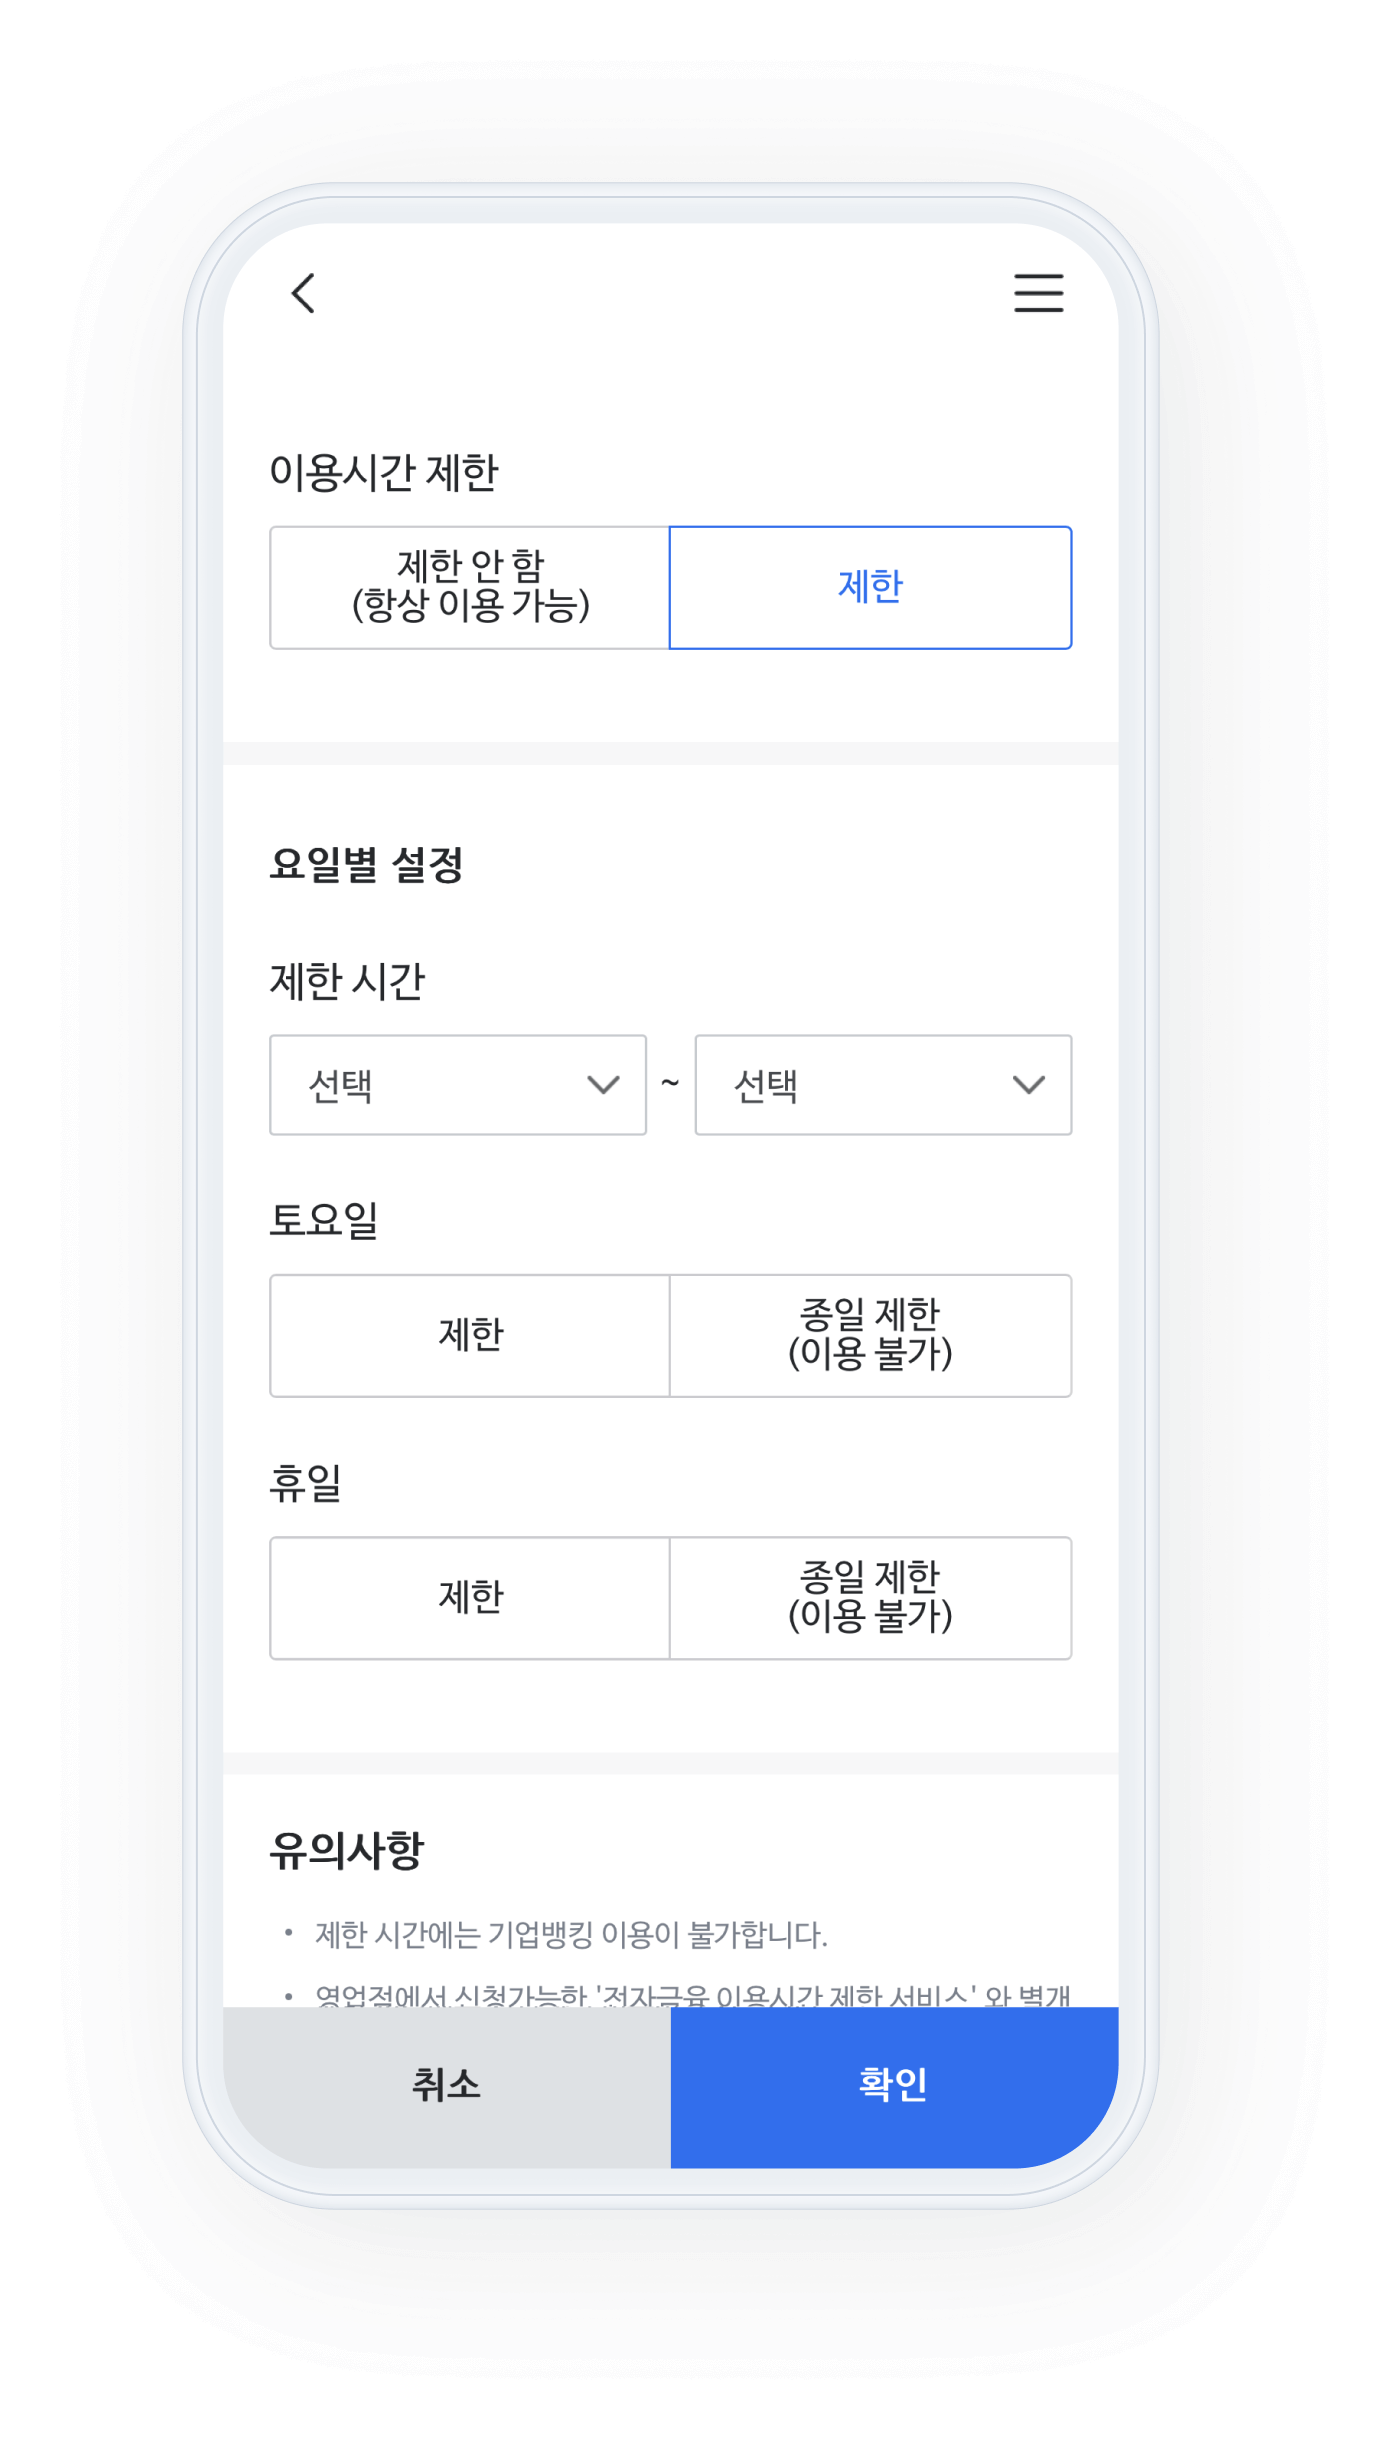 이용시간 제한
제한 안 함
(항상 이용 가능)
제한
요일별 설정
제한 시간
선택 ~ 선택
토요일
제한
종일 제한
(이용 불가)
휴일
제한
종일 제한
(이용 불가)
유의사항
• 제한 시간에는 기업뱅킹 이용이 불가합니다.
• 영업점에서 신청가능한 '전자금융 이용시간 제한 서비스' 와 별개
취소
확인